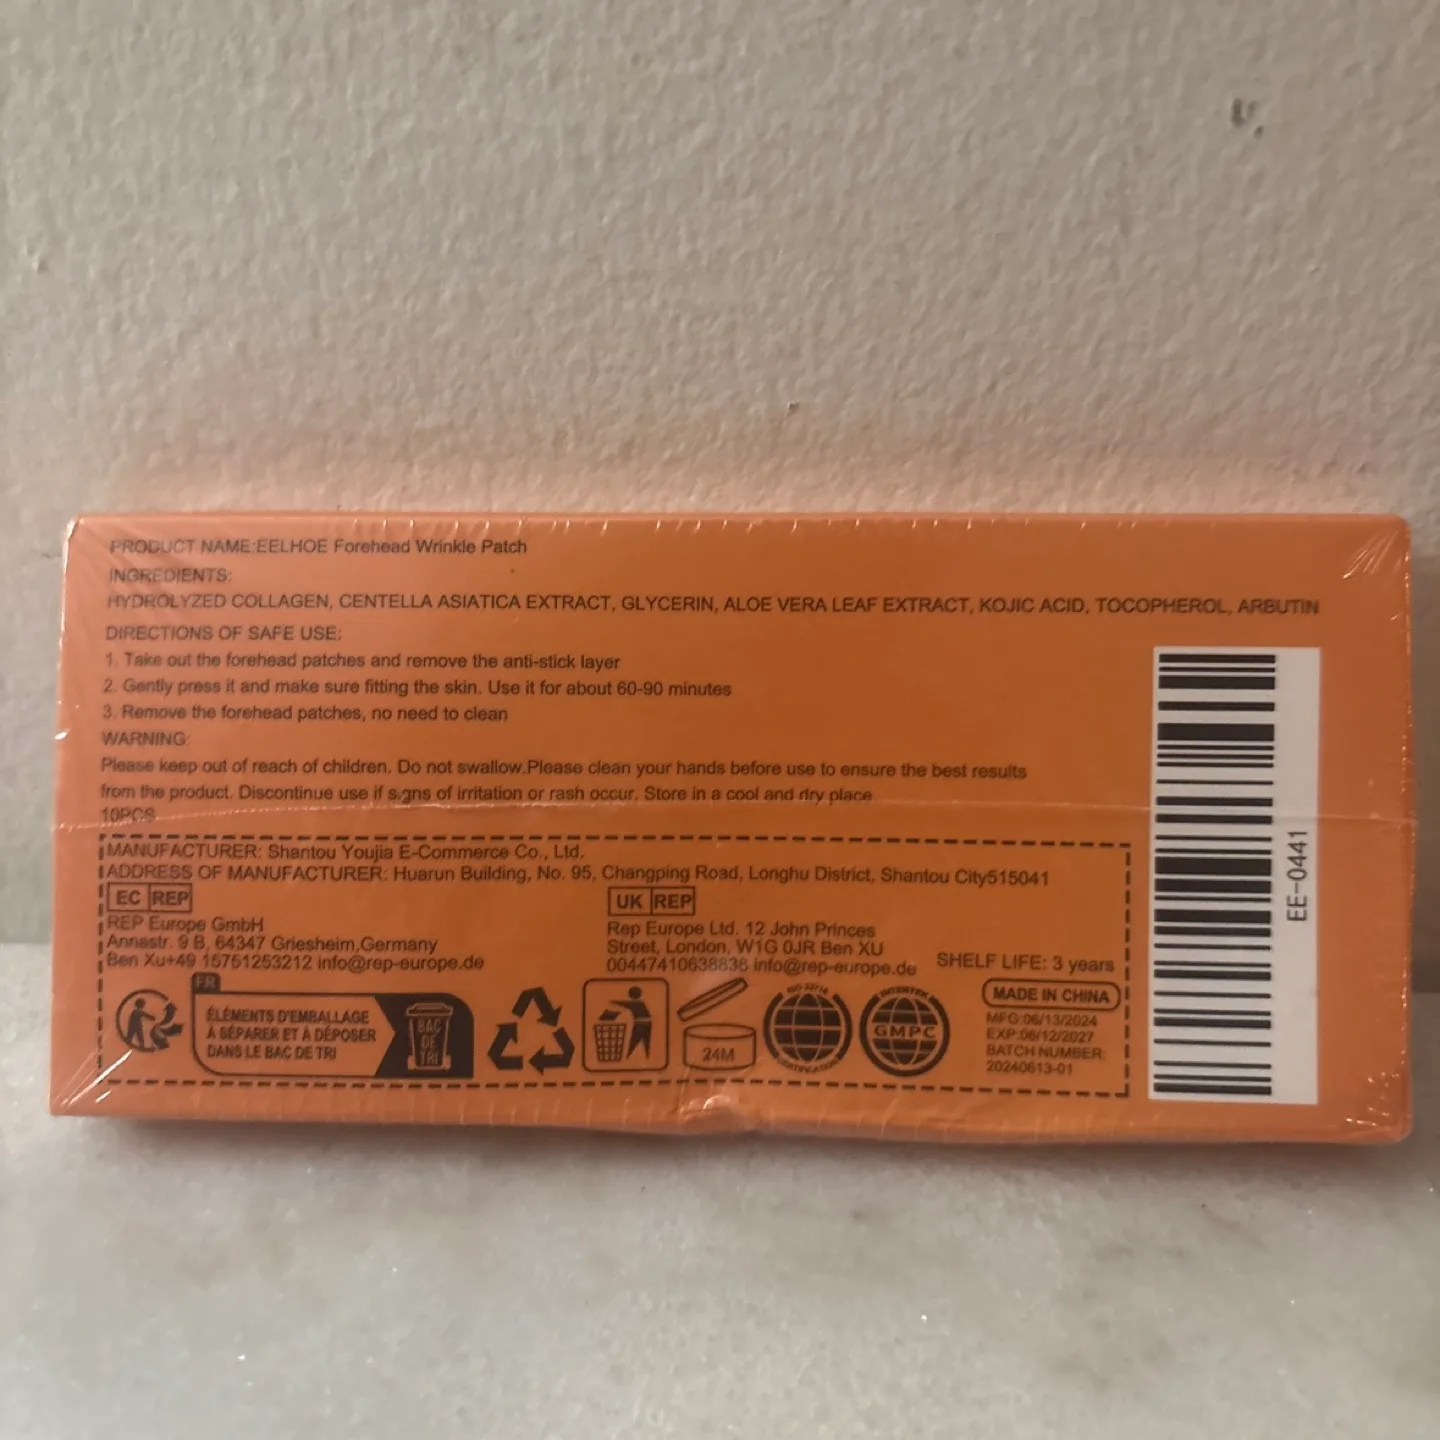 PRODUCT NAME:EELHOE Forehead Wrinkle Patch
INGREDIENTS:
HYDROLYZED COLLAGEN, CENTELLA ASIATICA EXTRACT, GLYCERIN, ALOE VERA LEAF EXTRACT, KOJIC ACID, TOCOPHEROL, ARBUTIN
DIRECTIONS OF SAFE USE:
1. Take out the forehead patches and remove the anti-stick layer
2. Gently press it and make sure fitting the skin. Use it for about 60-90 minutes
3. Remove the forehead patches, no need to clean
WARNING:
Please keep out of reach of children. Do not swallow.Please clean your hands before use to ensure the best results
from the product. Discontinue use if signs of irritation or rash occur. Store in a cool and dry place
10PCS
MANUFACTURER: Shantou Youjia E-Commerce Co., Ltd.
ADDRESS OF MANUFACTURER: Huarun Building, No. 95, Changping Road, Longhu District, Shantou City515041
EC REP
REP Europe GmbH
Annastr. 9 B, 64347 Griesheim,Germany
Ben Xu+49 15751253212 info@rep-europe.de
UK REP
Rep Europe Ltd. 12 John Princes
Street, London, W1G 0JR Ben XU
00447410638836 info@rep-europe.de
SHELF LIFE: 3 years
FR
ÉLÉMENTS D'EMBALLAGE
À SÉPARER ET À DÉPOSER
DANS LE BAC DE TRI
BAC
DE
TRI
24M
ISO 22716
CERTIFICATION
INTERTEK
GMPC
MADE IN CHINA
MFG:06/13/2024
EXP:06/12/2027
BATCH NUMBER:
20240613-01
EE-0441